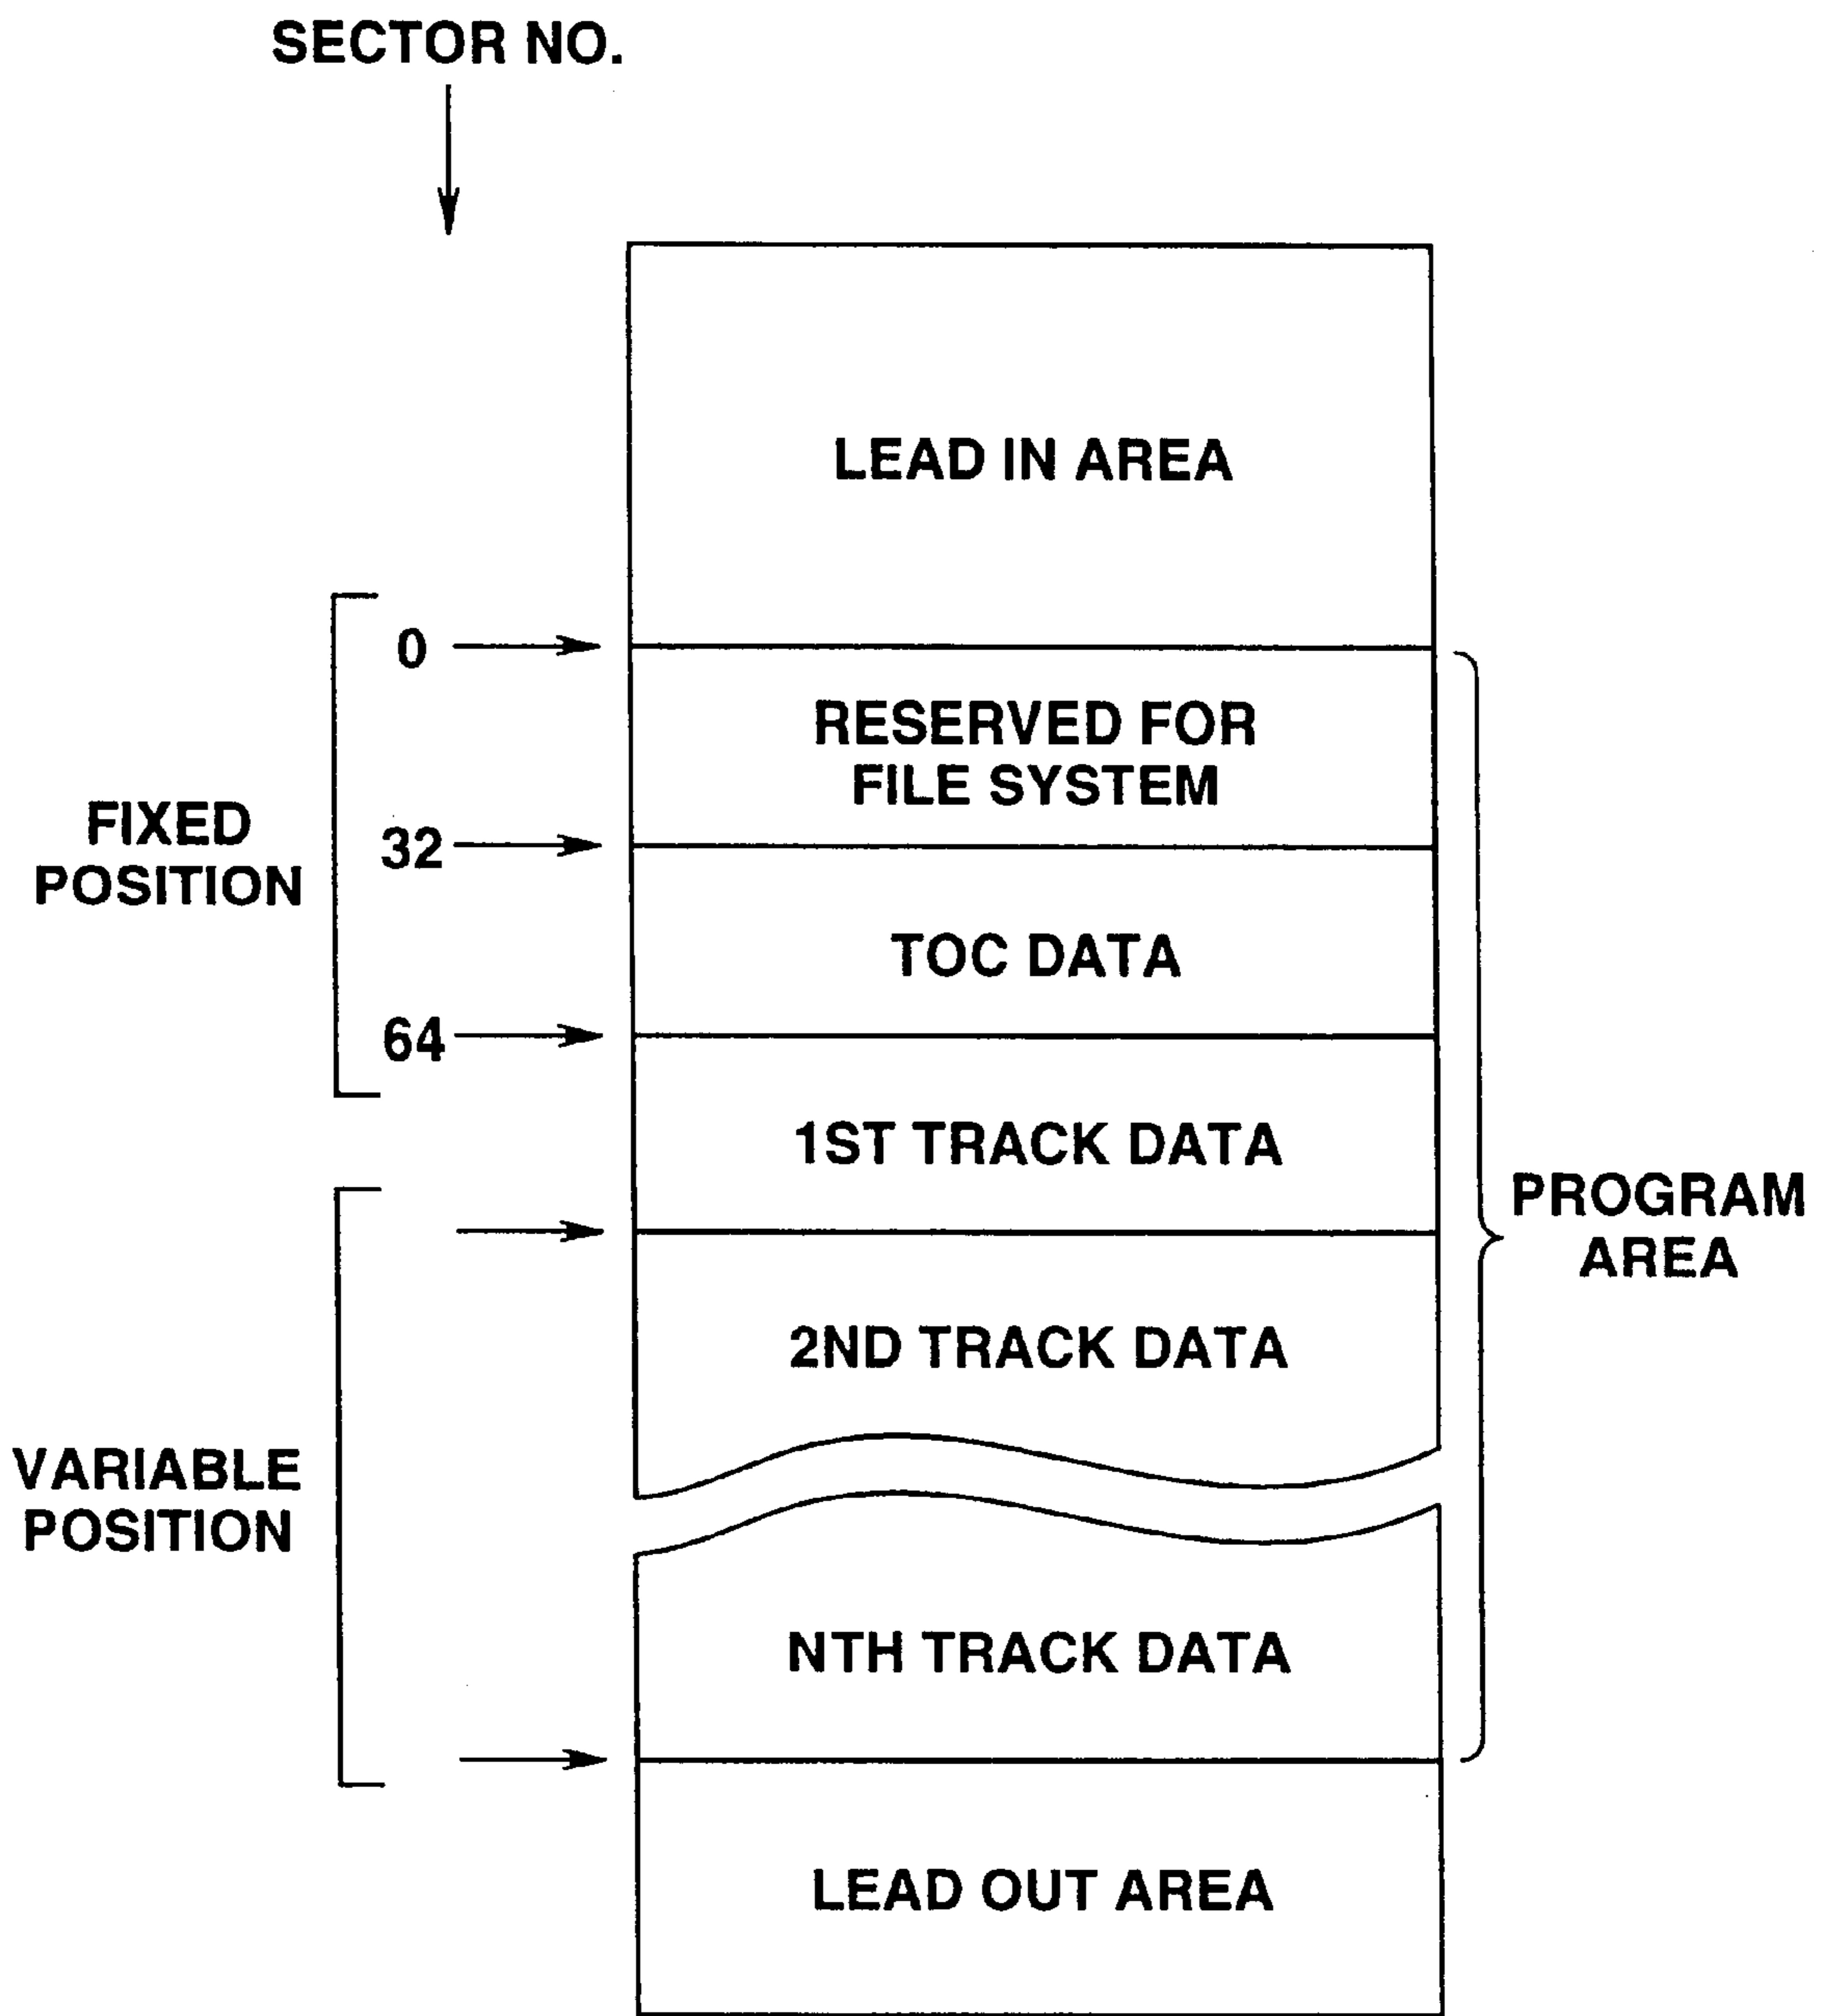 SECTOR NO.
LEAD IN AREA
0
RESERVED FOR
FILE SYSTEM
FIXED
POSITION
32
TOC DATA
64
1ST TRACK DATA
PROGRAM
AREA
2ND TRACK DATA
VARIABLE
POSITION
NTH TRACK DATA
LEAD OUT AREA